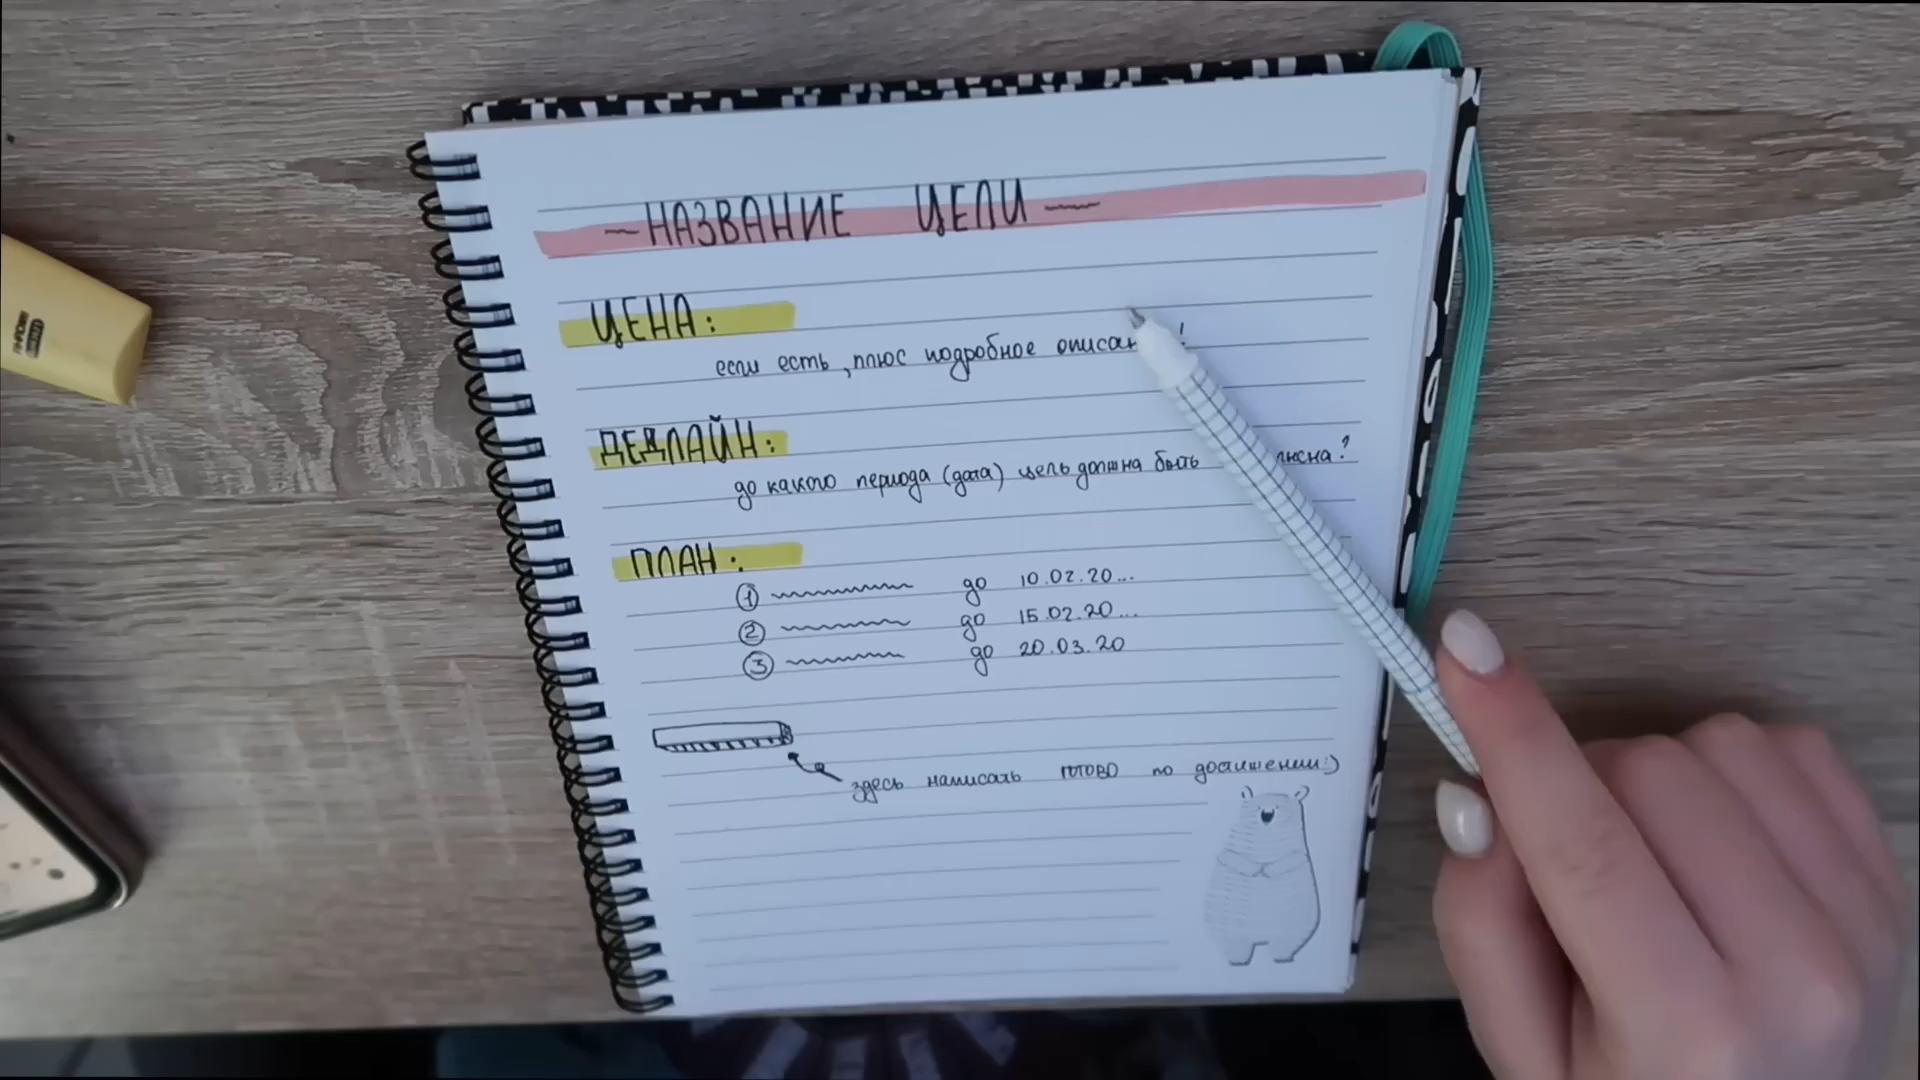 ~ НАЗВАНИЕ ЦЕЛИ ~
ЦЕНА:
если есть, плюс подробное !
ДЕДЛАЙН:
до какого периода (дата) цель должна быть ?
ПЛАН:
① до 10.02.20...
② до 15.02.20...
③ до 20.03.20
здесь написать ГОТОВО по достижении:)